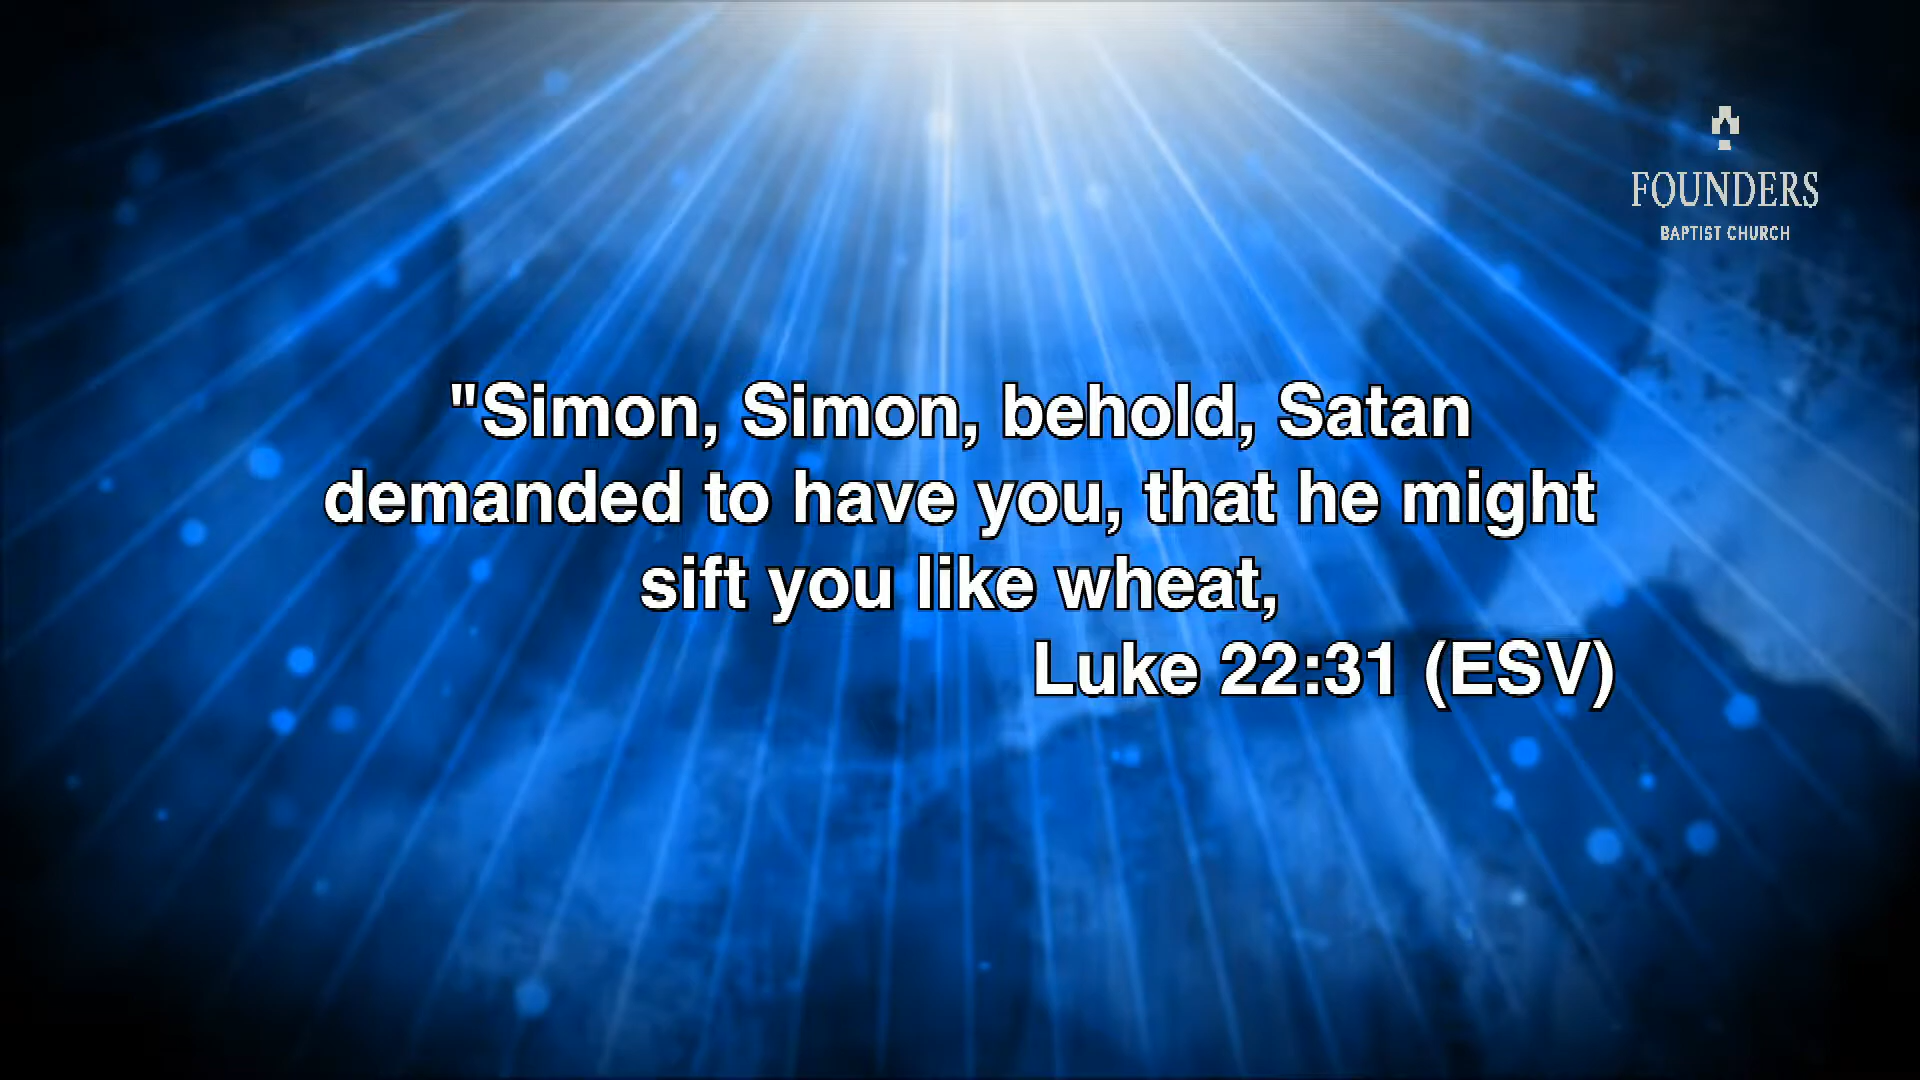 FOUNDERS
BAPTIST CHURCH
"Simon, Simon, behold, Satan
demanded to have you, that he might
sift you like wheat,
Luke 22:31 (ESV)